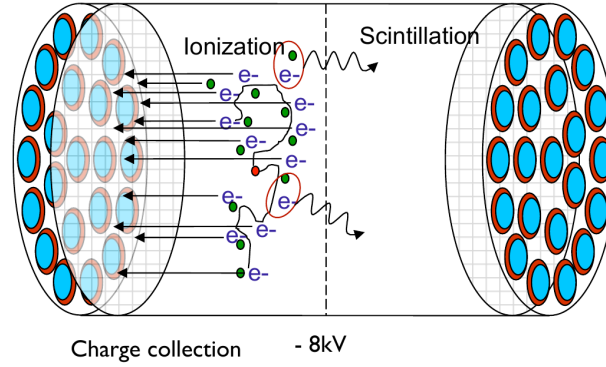 Ionization
Scintillation
e-
e-
e-
e-
e-
e-
e-
e-
e-
e-
e-
Charge collection
- 8kV